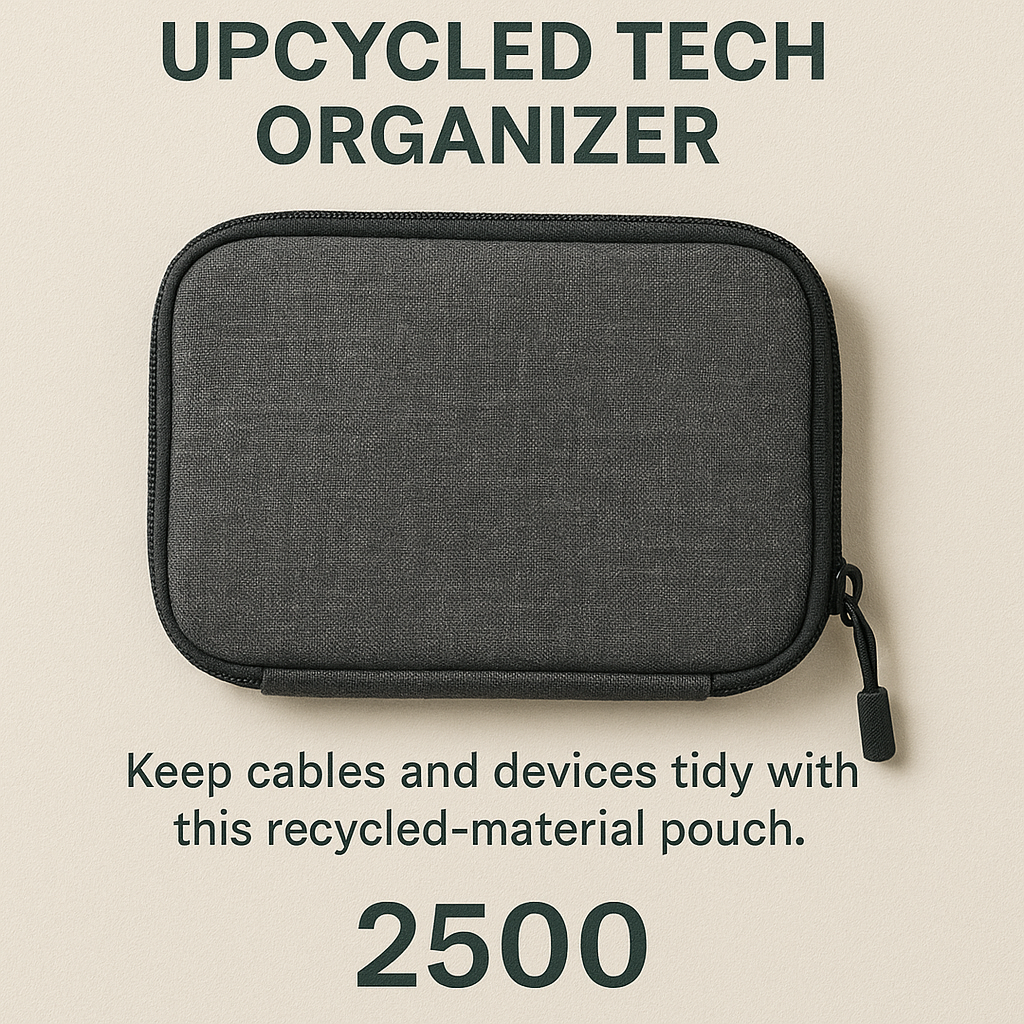 UPCYCLED TECH
ORGANIZER
Keep cables and devices tidy with
this recycled-material pouch.
2500